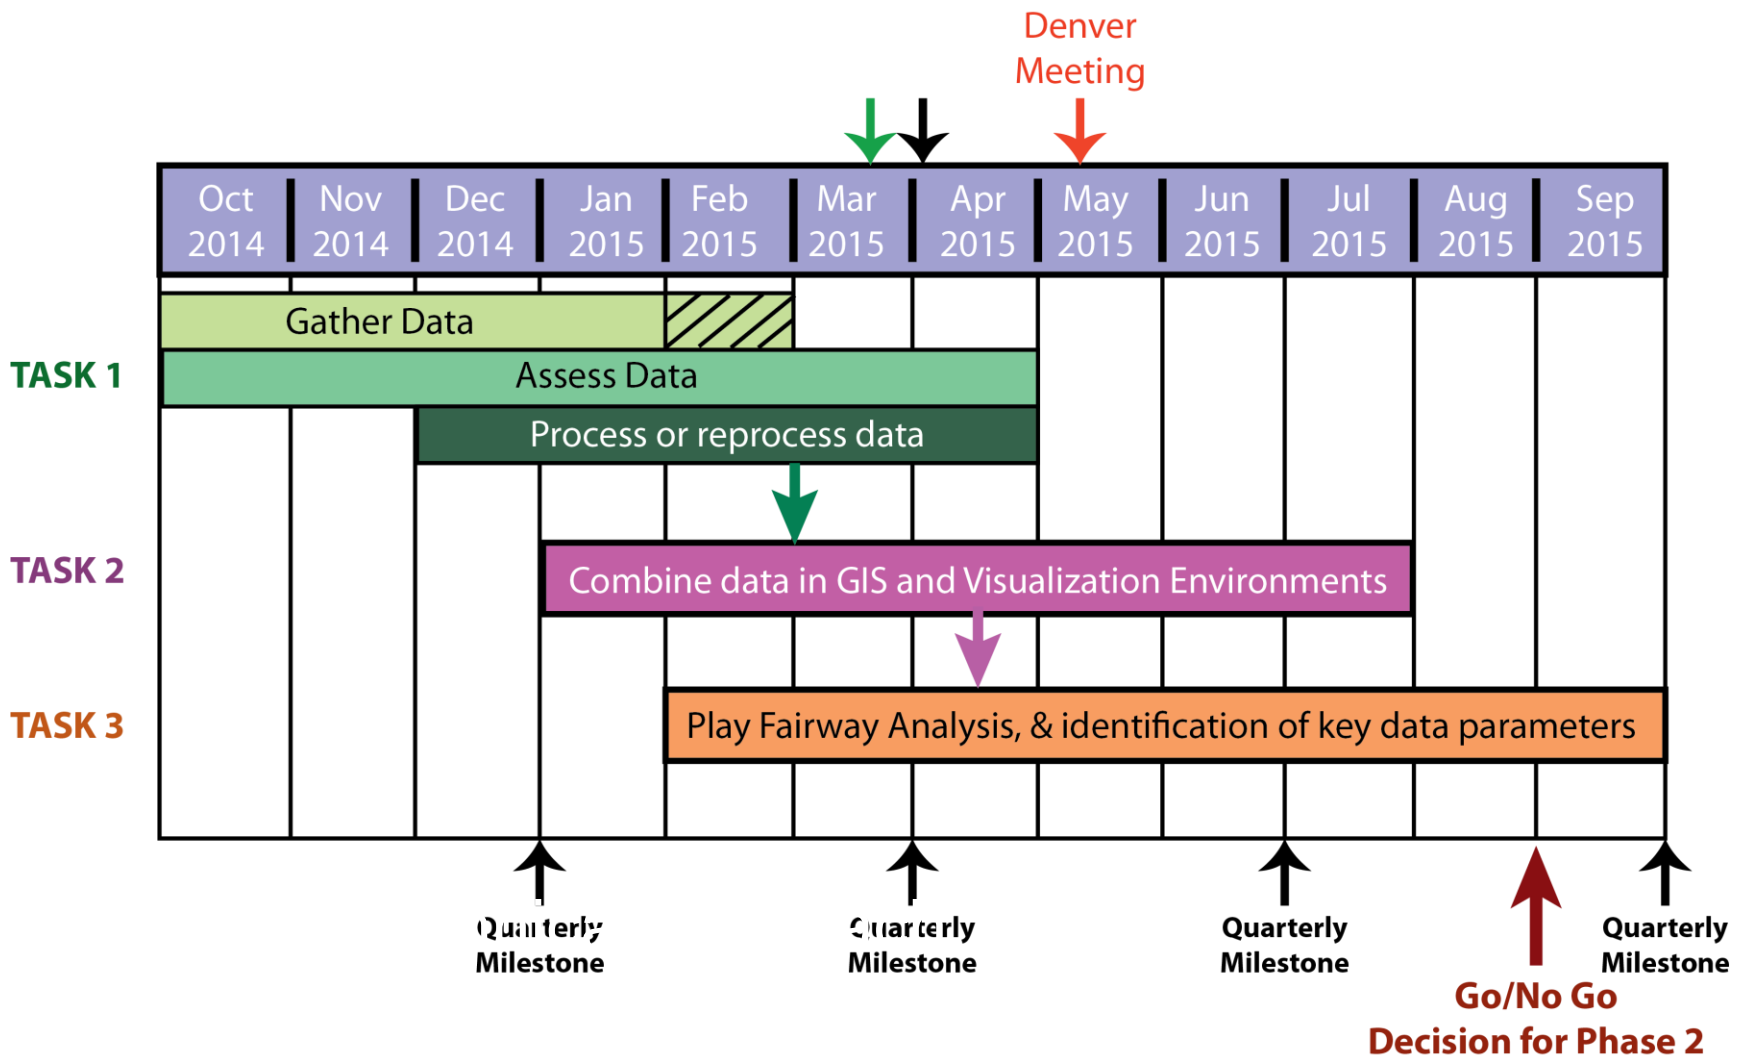 Denver
Meeting
Oct
2014
Nov
2014
Dec
2014
Jan
2015
Feb
2015
Mar
2015
Apr
2015
May
2015
Jun
2015
Jul
2015
Aug
2015
Sep
2015
Gather Data
TASK 1
Assess Data
Process or reprocess data
TASK 2
Combine data in GIS and Visualization Environments
TASK 3
Play Fairway Analysis, & identification of key data parameters
Quarterly
Milestone
Quarterly
Milestone
Quarterly
Milestone
Quarterly
Milestone
Go/No Go
Decision for Phase 2